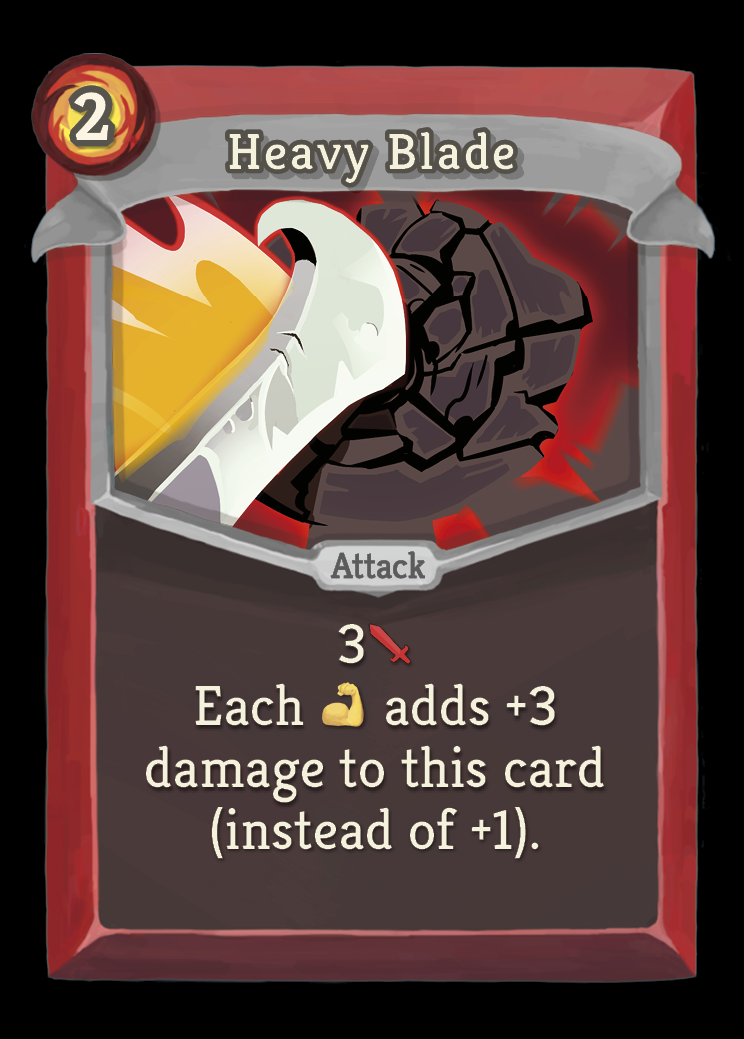 2
Heavy Blade
Attack
3
Each adds +3
damage to this card
(instead of +1).